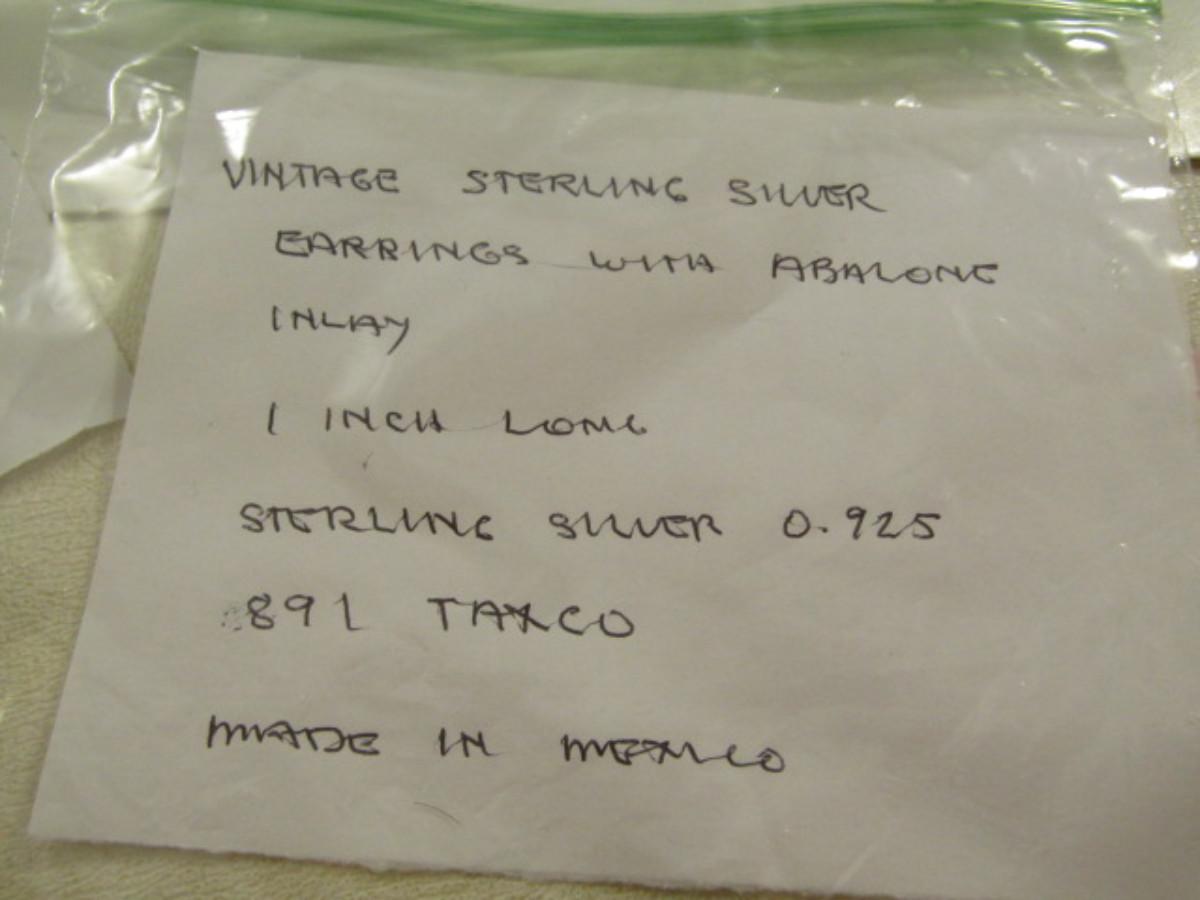 VINTAGE STERLING SILVER
EARRINGS WITH ABALONE
INLAY
1 INCH LONG
STERLING SILVER 0.925
891 TAXCO
MADE IN MEXICO